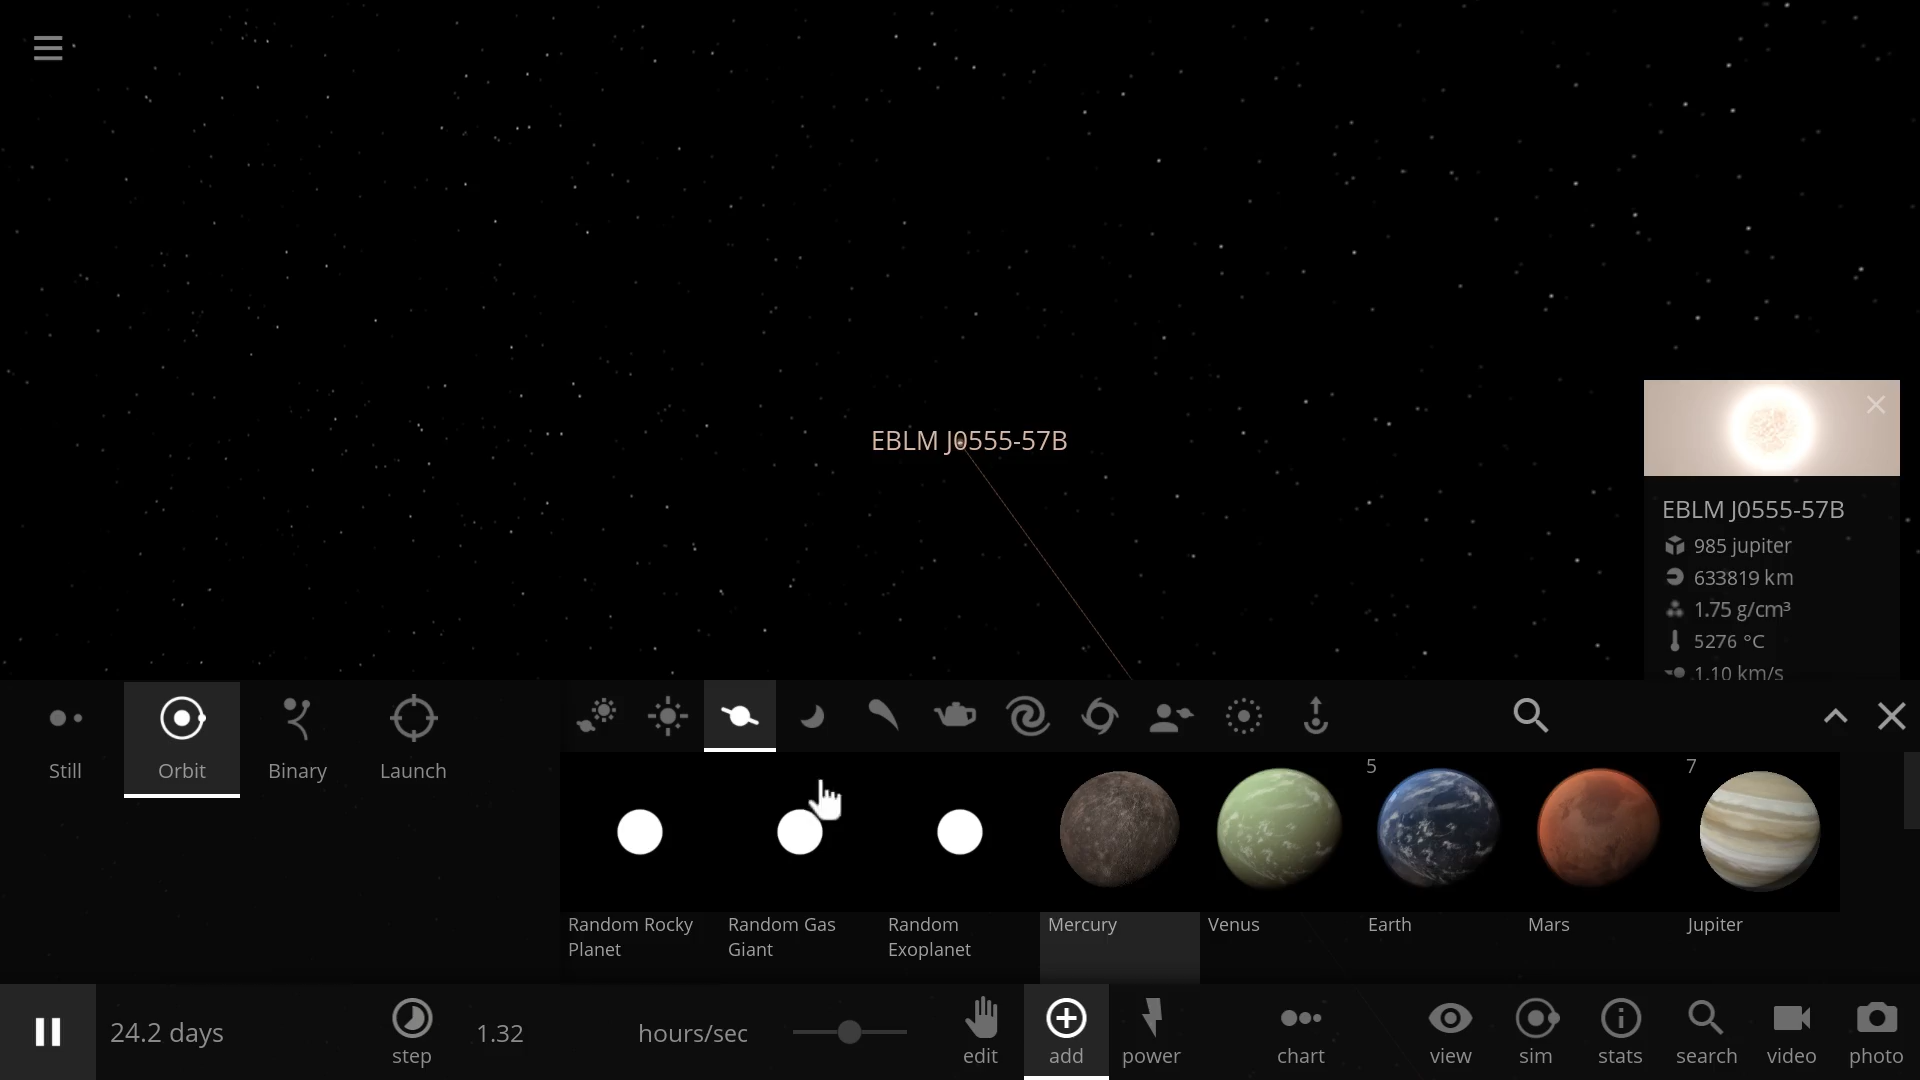 EBLM J0555-57B
EBLM J0555-57B
985 jupiter
633819 km
1.75 g/cm³
5276 °C
1.10 km/s
Still
Orbit
Binary
Launch
5
7
Random Rocky
Planet
Random Gas
Giant
Random
Exoplanet
Mercury
Venus
Earth
Mars
Jupiter
24.2 days
step
1.32
hours/sec
edit
add
power
chart
view
sim
stats
search
video
photo